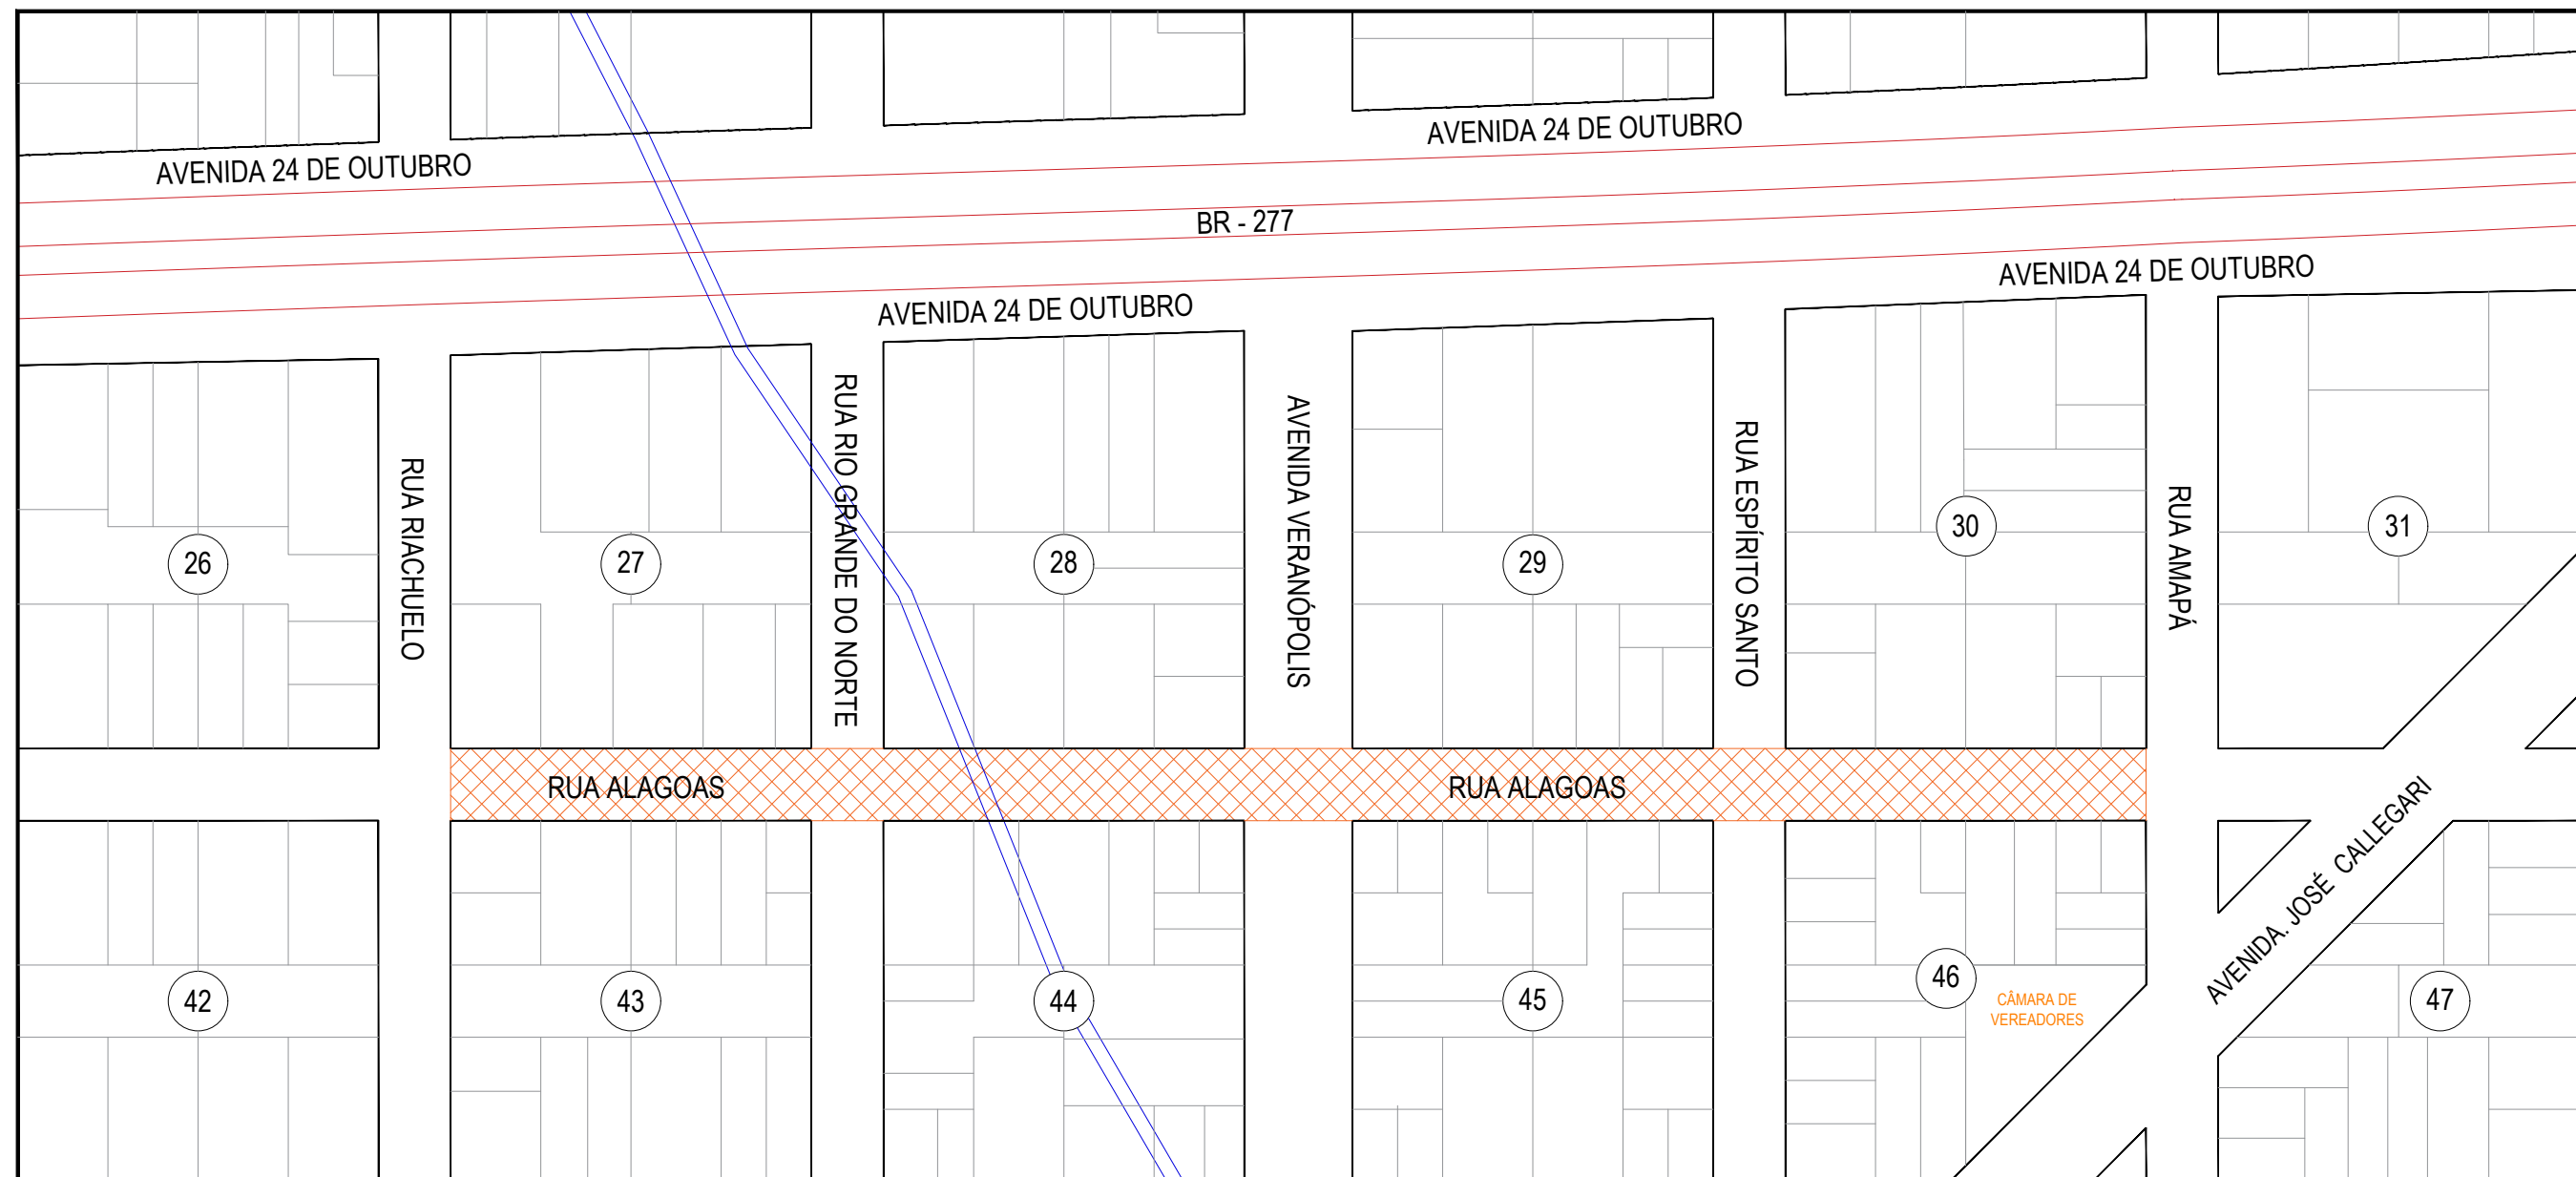 AVENIDA 24 DE OUTUBRO
AVENIDA 24 DE OUTUBRO
BR - 277
AVENIDA 24 DE OUTUBRO
AVENIDA 24 DE OUTUBRO
RUA RIACHUELO
RUA RIO GRANDE DO NORTE
AVENIDA VERANÓPOLIS
RUA ESPÍRITO SANTO
RUA AMAPÁ
26
27
28
29
30
31
RUA ALAGOAS
RUA ALAGOAS
AVENIDA. JOSÉ CALLEGARI
42
43
44
45
46
CÂMARA DE
VEREADORES
47